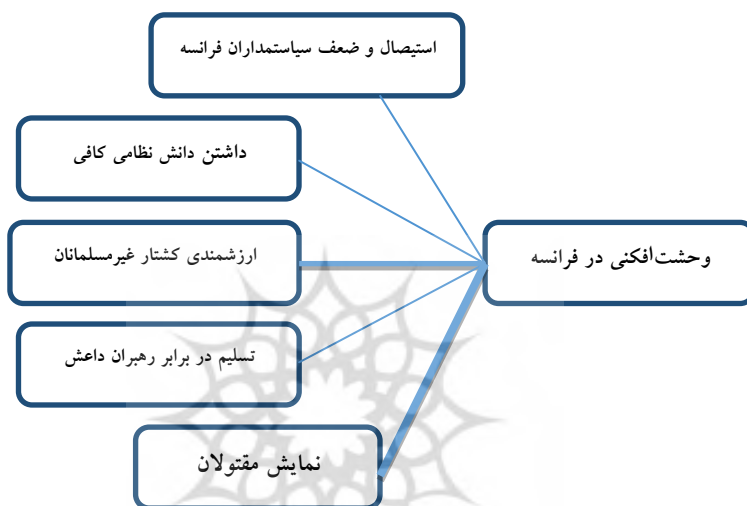 استیصال و ضعف سیاستمداران فرانسه
داشتن دانش نظامی کافی
ارزشمندی کشتار غیرمسلمانان
وحشت‌افکنی در فرانسه
تسلیم در برابر رهبران داعش
نمایش مقتولان